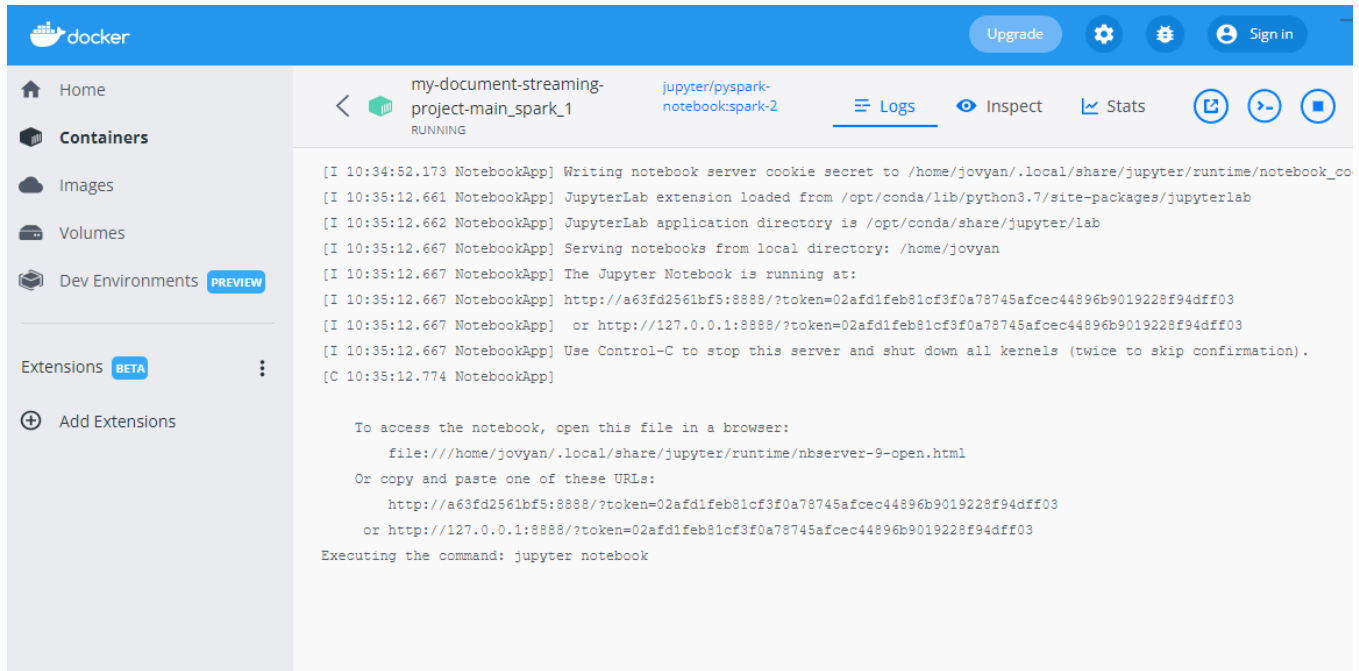 docker
Upgrade
Sign in
Home
Containers
Images
Volumes
Dev Environments PREVIEW
Extensions BETA
Add Extensions
my-document-streaming-
project-main_spark_1
RUNNING
jupyter/pyspark-
notebook:spark-2
Logs
Inspect
Stats
[I 10:34:52.173 NotebookApp] Writing notebook server cookie secret to /home/jovyan/.local/share/jupyter/runtime/notebook_co
[I 10:35:12.661 NotebookApp] JupyterLab extension loaded from /opt/conda/lib/python3.7/site-packages/jupyterlab
[I 10:35:12.662 NotebookApp] JupyterLab application directory is /opt/conda/share/jupyter/lab
[I 10:35:12.667 NotebookApp] Serving notebooks from local directory: /home/jovyan
[I 10:35:12.667 NotebookApp] The Jupyter Notebook is running at:
[I 10:35:12.667 NotebookApp] http://a63fd2561bf5:8888/?token=02afd1feb81cf3f0a78745afcec44896b9019228f94dff03
[I 10:35:12.667 NotebookApp]  or http://127.0.0.1:8888/?token=02afd1feb81cf3f0a78745afcec44896b9019228f94dff03
[I 10:35:12.667 NotebookApp] Use Control-C to stop this server and shut down all kernels (twice to skip confirmation).
[C 10:35:12.774 NotebookApp]
To access the notebook, open this file in a browser:
file:///home/jovyan/.local/share/jupyter/runtime/nbserver-9-open.html
Or copy and paste one of these URLs:
http://a63fd2561bf5:8888/?token=02afd1feb81cf3f0a78745afcec44896b9019228f94dff03
or http://127.0.0.1:8888/?token=02afd1feb81cf3f0a78745afcec44896b9019228f94dff03
Executing the command: jupyter notebook